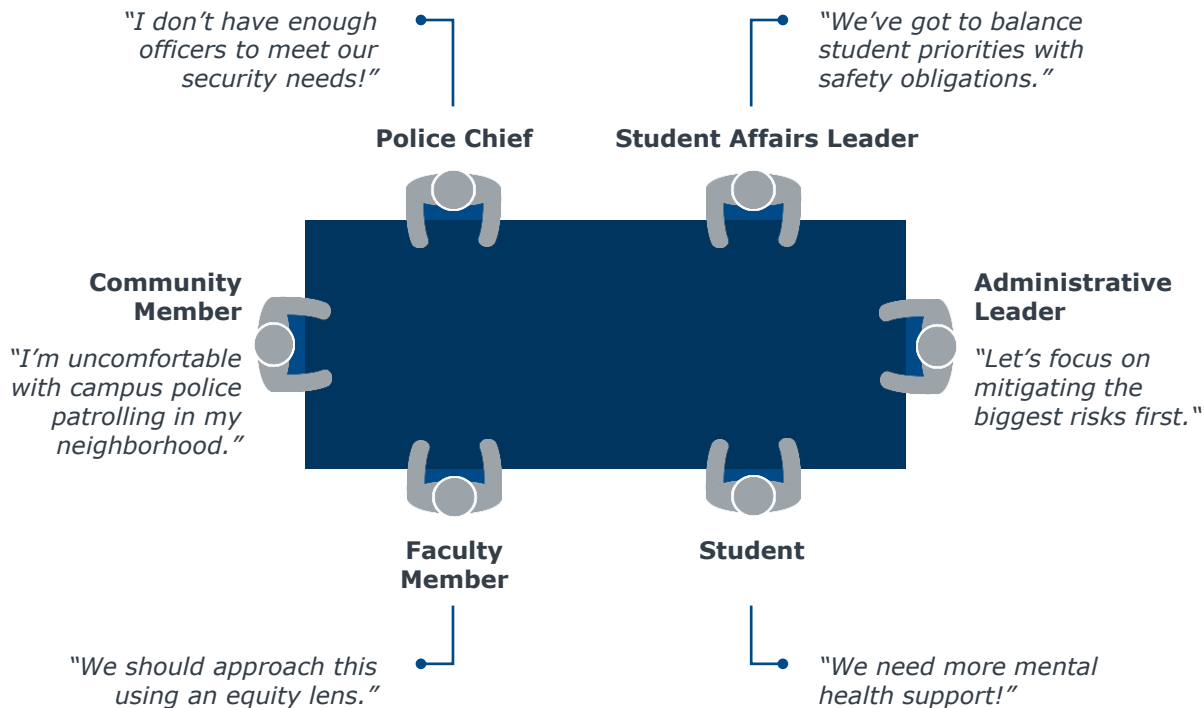 “I don’t have enough
officers to meet our
security needs!”
“We’ve got to balance
student priorities with
safety obligations.”
Police Chief
Student Affairs Leader
Community
Member
“I’m uncomfortable
with campus police
patrolling in my
neighborhood.”
Administrative
Leader
“Let’s focus on
mitigating the
biggest risks first.“
Faculty
Member
Student
“We should approach this
using an equity lens.”
“We need more mental
health support!”